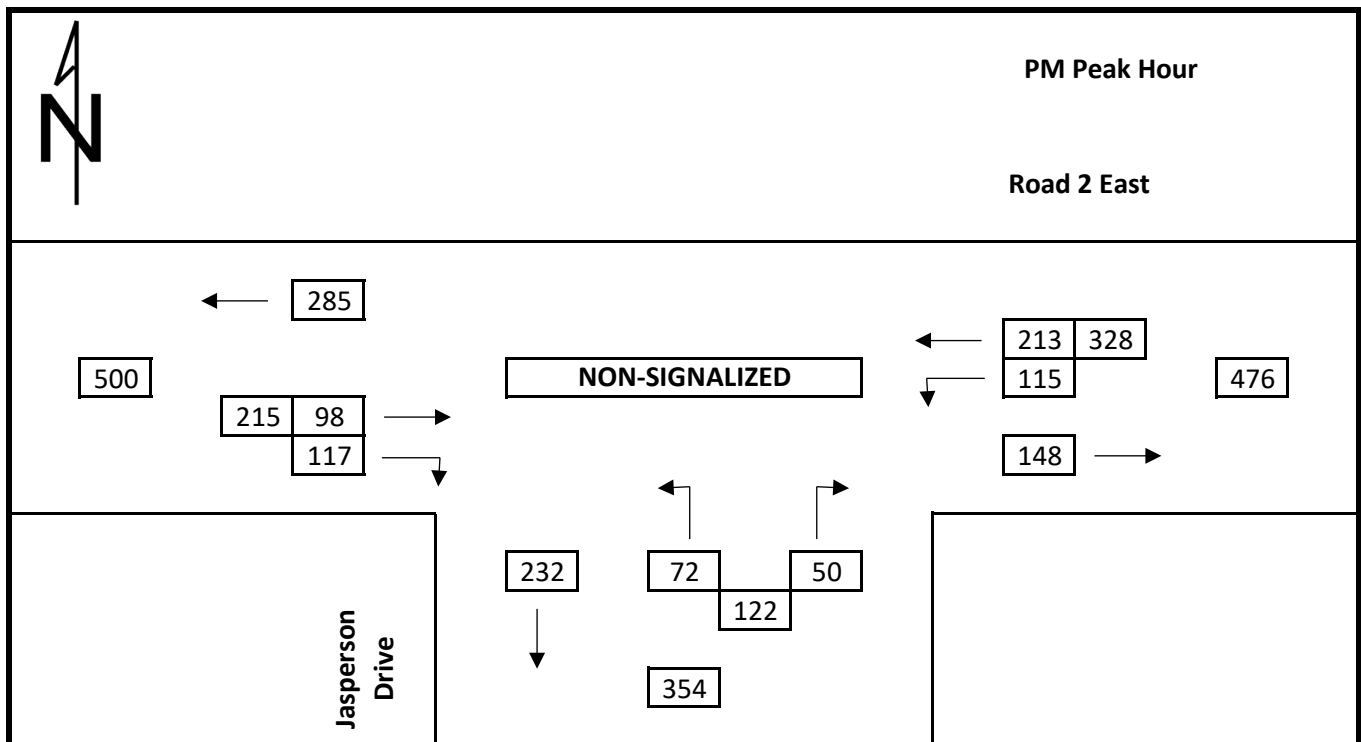 N
PM Peak Hour
Road 2 East
285
213 328
500
NON-SIGNALIZED
115
476
215 98
117
148
232
72
50
122
354
Jasperson
Drive